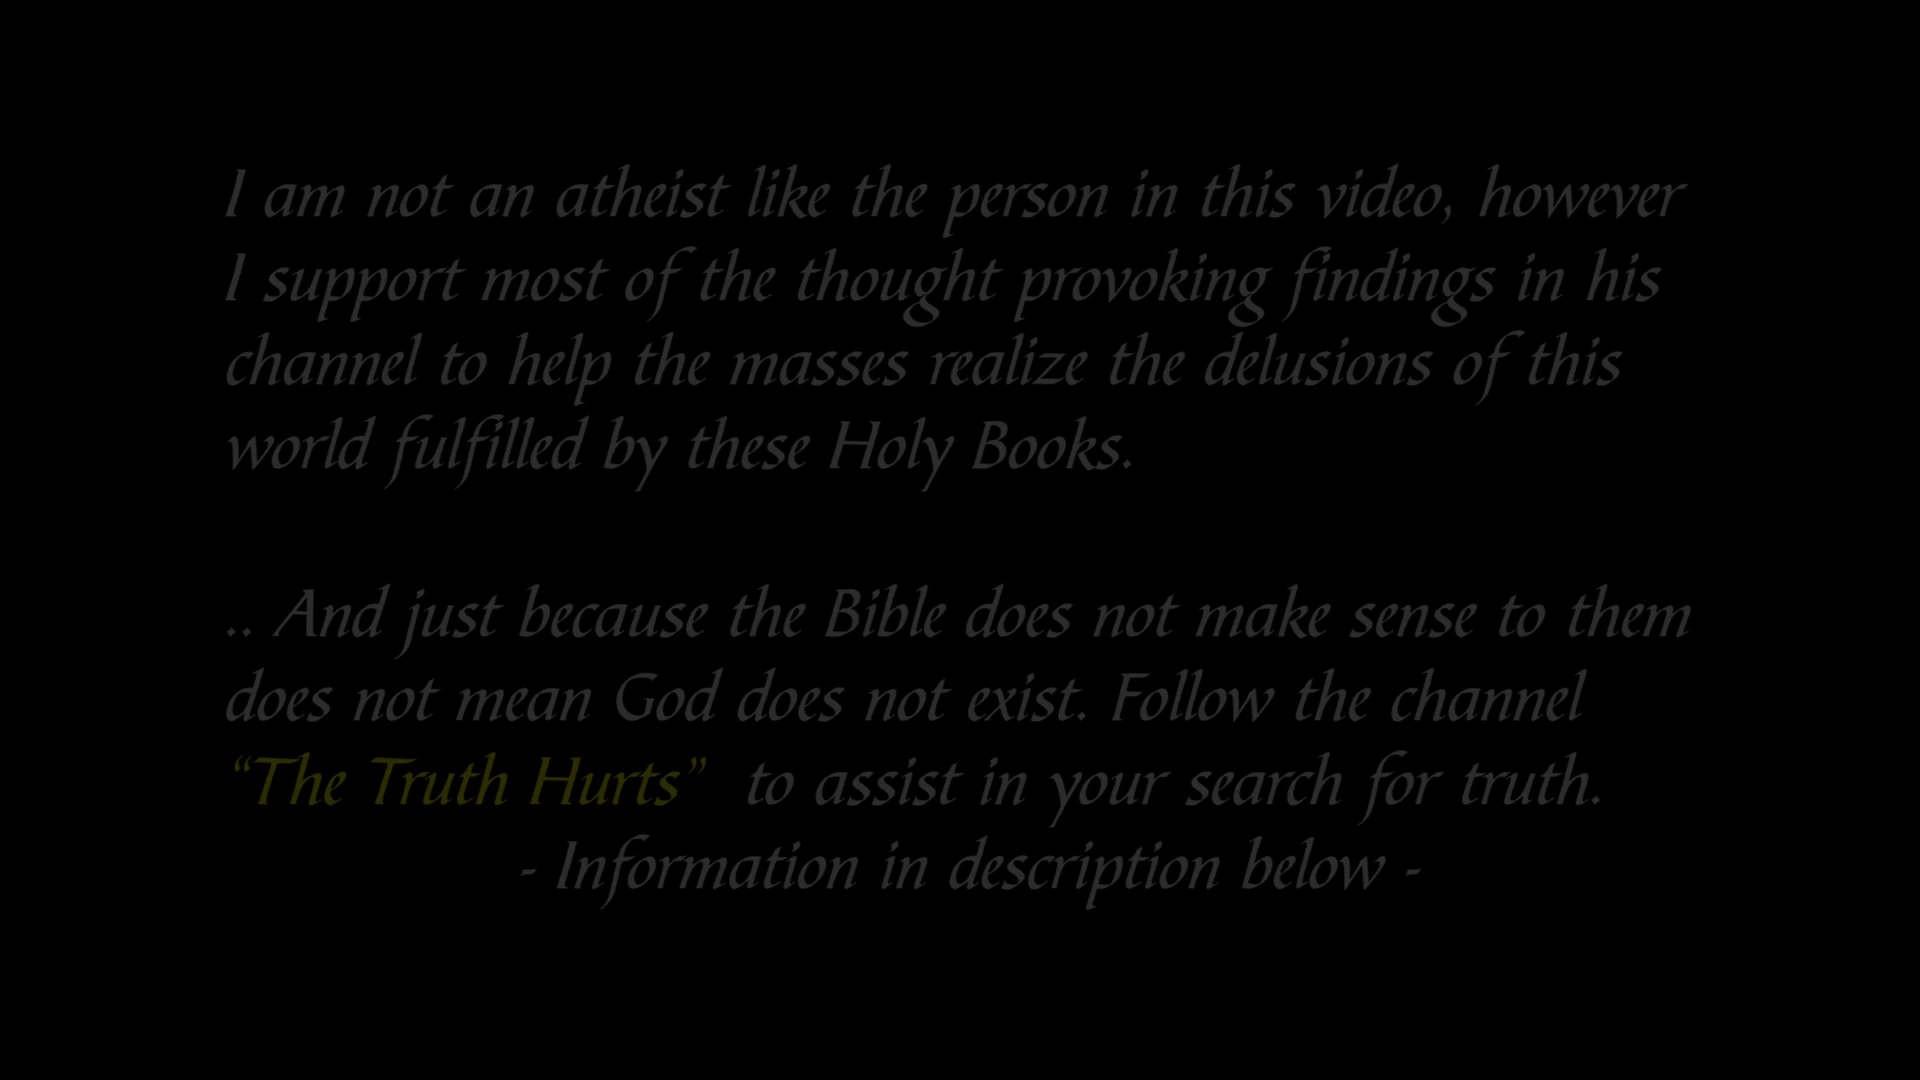 I am not an atheist like the person in this video, however
I support most of the thought provoking findings in his
channel to help the masses realize the delusions of this
world fulfilled by these Holy Books.
.. And just because the Bible does not make sense to them
does not mean God does not exist. Follow the channel
“The Truth Hurts” to assist in your search for truth.
- Information in description below -